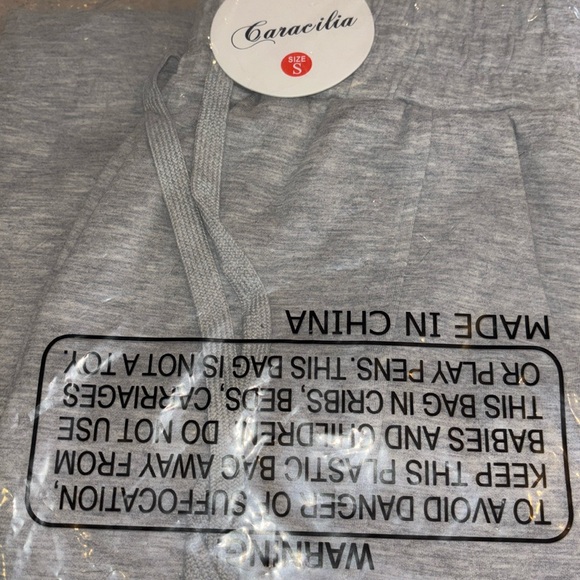 Caracilia
SIZE
S
WARNING
TO AVOID DANGER OF SUFFOCATION,
KEEP THIS PLASTIC BAG AWAY FROM
BABIES AND CHILDREN DO NOT USE
THIS BAG IN CRIBS, BEDS, CARRIAGES
OR PLAY PENS. THIS BAG IS NOT A TOY.
MADE IN CHINA